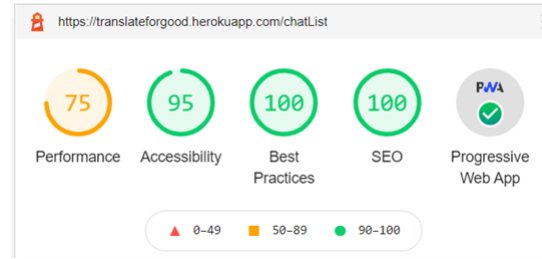 https://translateforgood.herokuapp.com/chatList
75
95
100
100
PWA
Performance
Accessibility
Best
Practices
SEO
Progressive
Web App
0-49
50-89
90-100